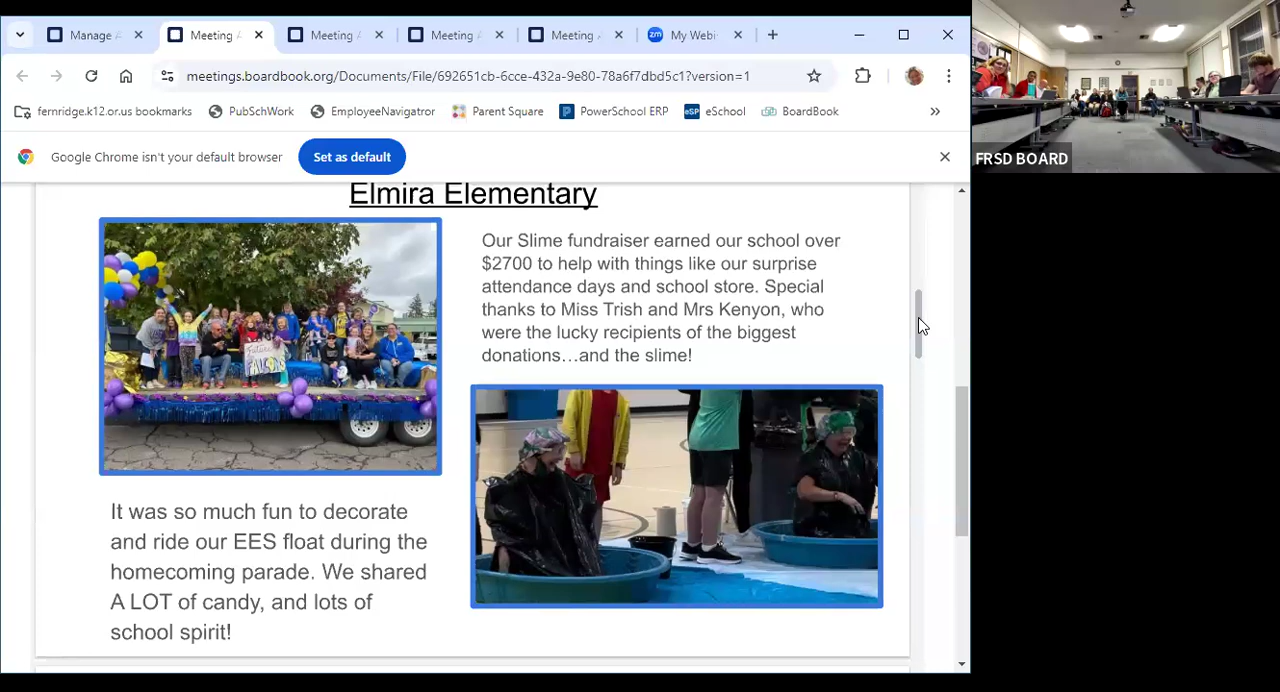 Manage A
Meeting A
Meeting A
Meeting A
Meeting A
zm
My Webi
meetings.boardbook.org/Documents/File/692651cb-6cce-432a-9e80-78a6f7dbd5c1?version=1
fernridge.k12.or.us bookmarks
PubSchWork
EmployeeNavigator
Parent Square
PowerSchool ERP
eSP
eSchool
BoardBook
Google Chrome isn't your default browser
Set as default
FRSD BOARD
Elmira Elementary
Our Slime fundraiser earned our school over
$2700 to help with things like our surprise
attendance days and school store. Special
thanks to Miss Trish and Mrs Kenyon, who
were the lucky recipients of the biggest
donations…and the slime!
Future
It was so much fun to decorate
and ride our EES float during the
homecoming parade. We shared
A LOT of candy, and lots of
school spirit!